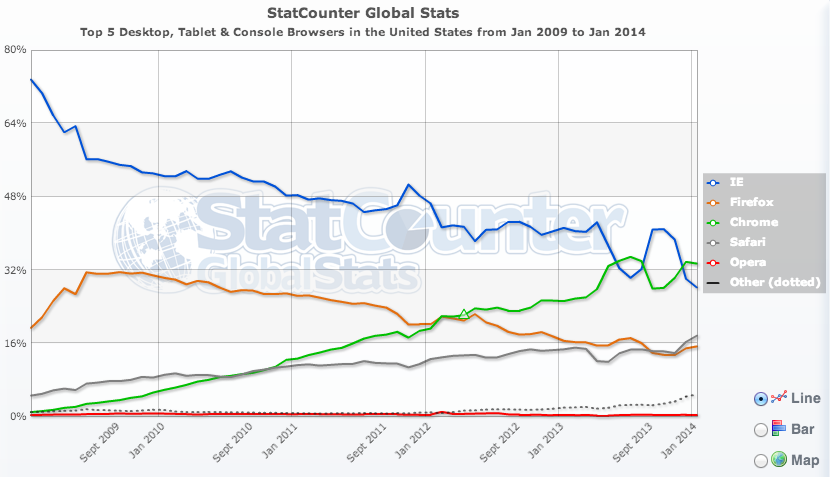 StatCounter Global Stats
Top 5 Desktop, Tablet & Console Browsers in the United States from Jan 2009 to Jan 2014
80%
64%
48%
32%
16%
0%
StatCounter
GlobalStats
IE
Firefox
Chrome
Safari
Opera
Other (dotted)
Line
Bar
Map
Sept 2009
Jan 2010
Sept 2010
Jan 2011
Sept 2011
Jan 2012
Sept 2012
Jan 2013
Sept 2013
Jan 2014